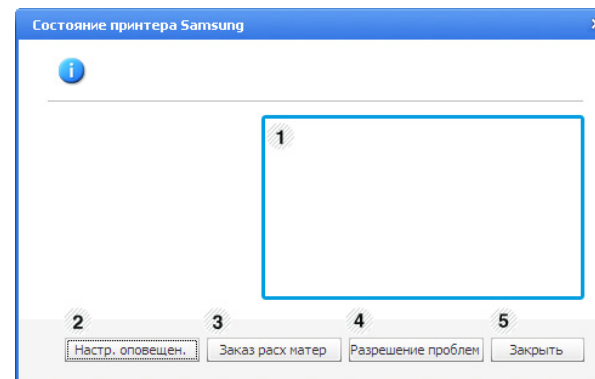 Состояние принтера Samsung
i
1
2 3 4 5
Настр. оповещен. Заказ расх матер Разрешение проблем Закрыть